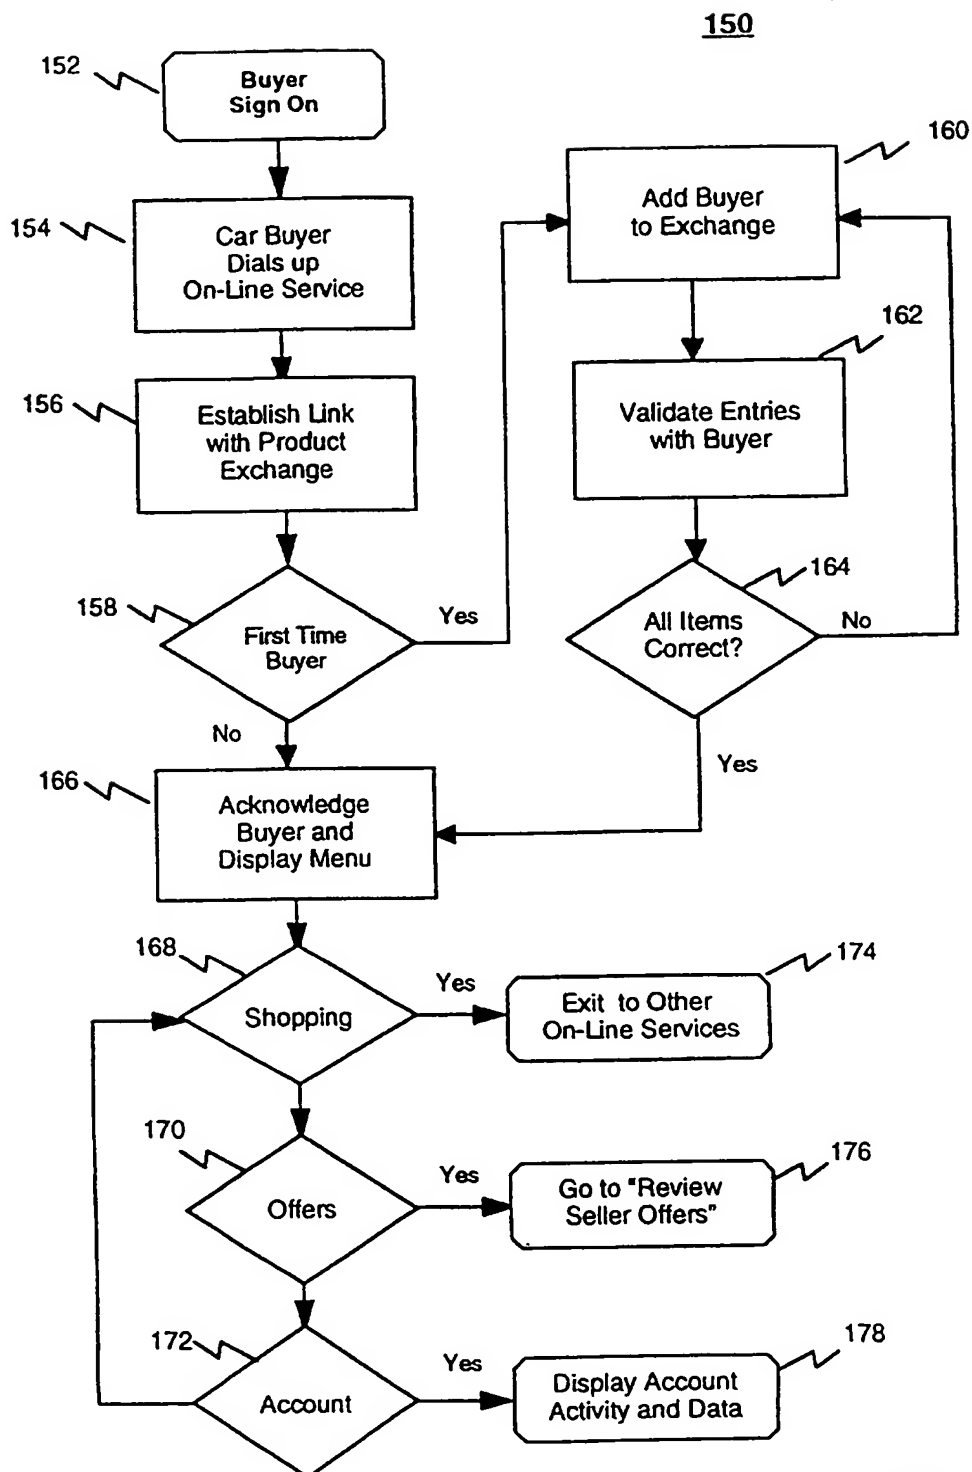 150
152
Buyer
Sign On
154
Car Buyer
Dials up
On-Line Service
156
Establish Link
with Product
Exchange
158
First Time
Buyer
Yes
No
160
Add Buyer
to Exchange
162
Validate Entries
with Buyer
164
All Items
Correct?
No
Yes
166
Acknowledge
Buyer and
Display Menu
168
Shopping
Yes
174
Exit to Other
On-Line Services
170
Offers
Yes
176
Go to "Review
Seller Offers"
172
Account
Yes
178
Display Account
Activity and Data